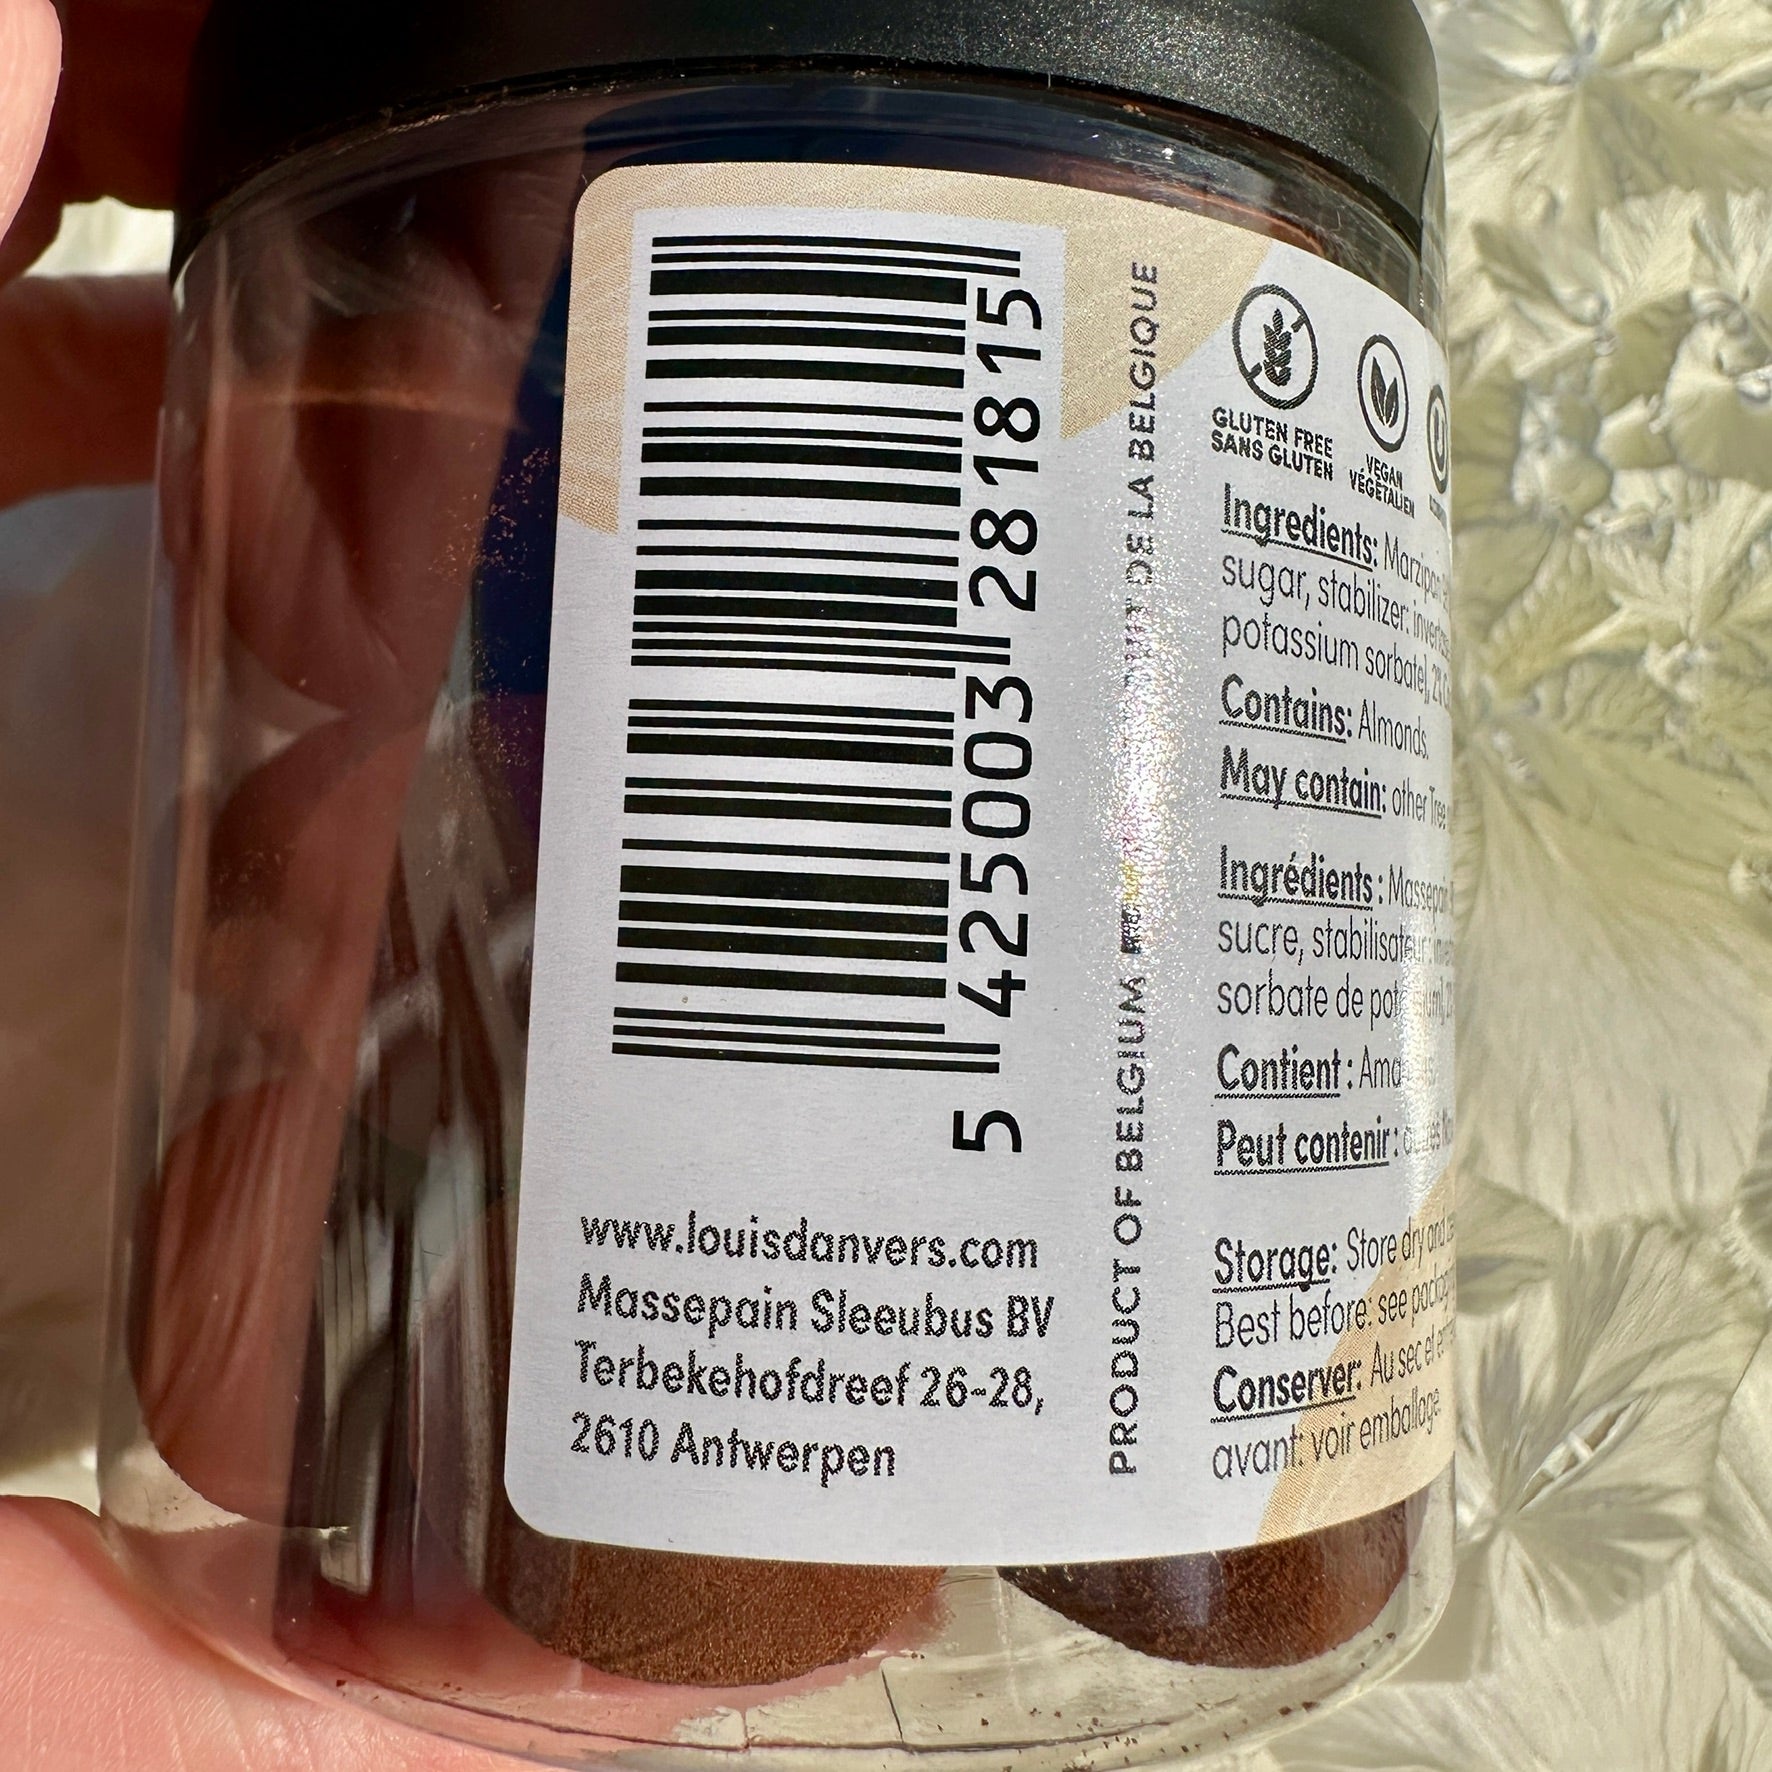 5 425003 281815
www.louisdanvers.com
Massepain Sleeubus BV
Terbekehofdreef 26-28,
2610 Antwerpen
PRODUCT OF BELGIUM DE LA BELGIQUE
GLUTEN FREE
SANS GLUTEN
VEGAN
VÉGÉTALIEN
Ingredients: Marzipan
sugar, stabilizer:
potassium sorbate), 2%
Contains: Almonds.
May contain: other Tree
Ingrédients : Massepain
sucre, stabilisateur
sorbate de
Contient :
Peut contenir :
Storage: Store dry and
Best before: see
Conserver: Au sec et
avant: voir emballage.